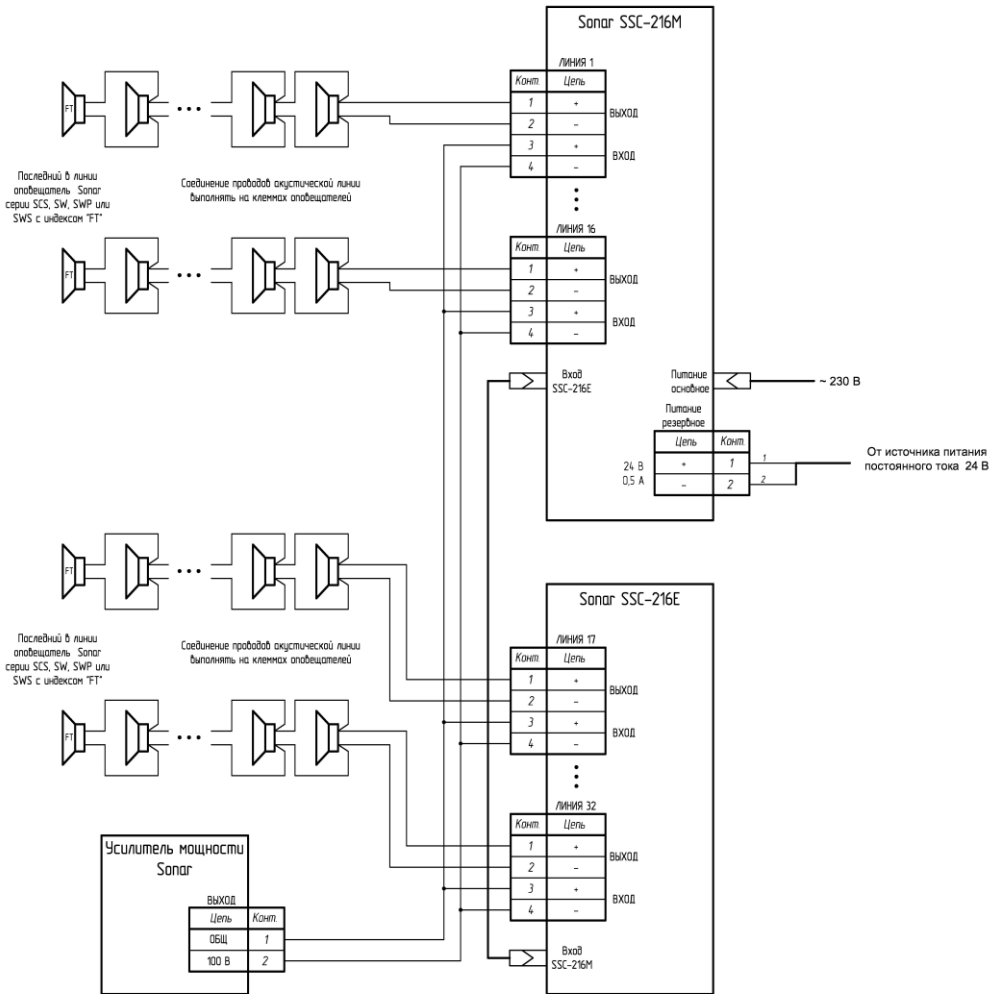 Sonar SSC-216M
ЛИНИЯ 1
Конт. Цепь
1 +
2 -
ВЫХОД
3 +
4 -
ВХОД
FT
Последний в линии
оповещатель Sonar
серии SCS, SW, SWP или
SWS с индексом "FT"
Соединение проводов акустической линии
выполнять на клеммах оповещателей
ЛИНИЯ 16
Конт. Цепь
1 +
2 -
ВЫХОД
3 +
4 -
ВХОД
FT
Вход
SSC-216E
Питание
основное
~ 230 В
Питание
резервное
Цепь Конт.
24 В
0,5 А
+ 1 1
- 2 2
От источника питания
постоянного тока 24 В
FT
Последний в линии
оповещатель Sonar
серии SCS, SW, SWP или
SWS с индексом "FT"
Соединение проводов акустической линии
выполнять на клеммах оповещателей
FT
Sonar SSC-216E
ЛИНИЯ 17
Конт. Цепь
1 +
2 -
ВЫХОД
3 +
4 -
ВХОД
ЛИНИЯ 32
Конт. Цепь
1 +
2 -
ВЫХОД
3 +
4 -
ВХОД
Вход
SSC-216M
Усилитель мощности
Sonar
ВЫХОД
Цепь Конт.
ОБЩ 1
100 В 2